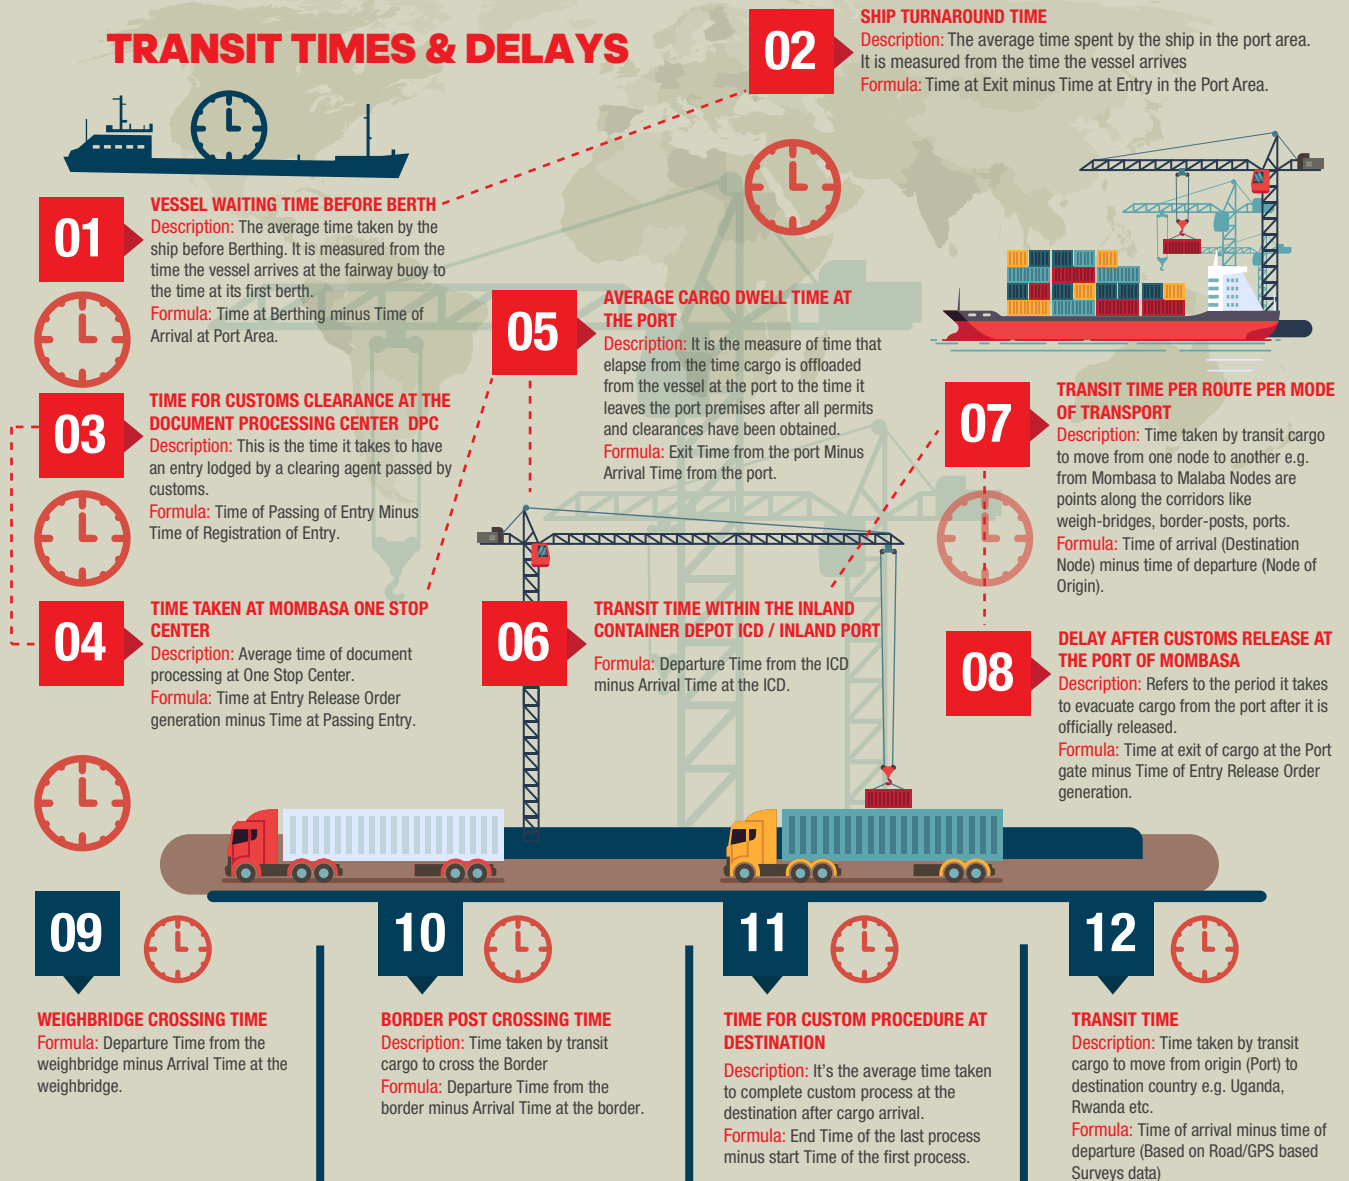 TRANSIT TIMES & DELAYS
01
VESSEL WAITING TIME BEFORE BERTH
Description: The average time taken by the
ship before Berthing. It is measured from the
time the vessel arrives at the fairway buoy to
the time at its first berth.
Formula: Time at Berthing minus Time of
Arrival at Port Area.
02
SHIP TURNAROUND TIME
Description: The average time spent by the ship in the port area.
It is measured from the time the vessel arrives
Formula: Time at Exit minus Time at Entry in the Port Area.
03
TIME FOR CUSTOMS CLEARANCE AT THE
DOCUMENT PROCESSING CENTER DPC
Description: This is the time it takes to have
an entry lodged by a clearing agent passed by
customs.
Formula: Time of Passing of Entry Minus
Time of Registration of Entry.
04
TIME TAKEN AT MOMBASA ONE STOP
CENTER
Description: Average time of document
processing at One Stop Center.
Formula: Time at Entry Release Order
generation minus Time at Passing Entry.
05
AVERAGE CARGO DWELL TIME AT
THE PORT
Description: It is the measure of time that
elapse from the time cargo is offloaded
from the vessel at the port to the time it
leaves the port premises after all permits
and clearances have been obtained.
Formula: Exit Time from the port Minus
Arrival Time from the port.
06
TRANSIT TIME WITHIN THE INLAND
CONTAINER DEPOT ICD / INLAND PORT
Formula: Departure Time from the ICD
minus Arrival Time at the ICD.
07
TRANSIT TIME PER ROUTE PER MODE
OF TRANSPORT
Description: Time taken by transit cargo
to move from one node to another e.g.
from Mombasa to Malaba Nodes are
points along the corridors like
weigh-bridges, border-posts, ports.
Formula: Time of arrival (Destination
Node) minus time of departure (Node of
Origin).
08
DELAY AFTER CUSTOMS RELEASE AT
THE PORT OF MOMBASA
Description: Refers to the period it takes
to evacuate cargo from the port after it is
officially released.
Formula: Time at exit of cargo at the Port
gate minus Time of Entry Release Order
generation.
09
WEIGHBRIDGE CROSSING TIME
Formula: Departure Time from the
weighbridge minus Arrival Time at the
weighbridge.
10
BORDER POST CROSSING TIME
Description: Time taken by transit
cargo to cross the Border
Formula: Departure Time from the
border minus Arrival Time at the border.
11
TIME FOR CUSTOM PROCEDURE AT
DESTINATION
Description: It's the average time taken
to complete custom process at the
destination after cargo arrival.
Formula: End Time of the last process
minus start Time of the first process.
12
TRANSIT TIME
Description: Time taken by transit
cargo to move from origin (Port) to
destination country e.g. Uganda,
Rwanda etc.
Formula: Time of arrival minus time of
departure (Based on Road/GPS based
Surveys data)